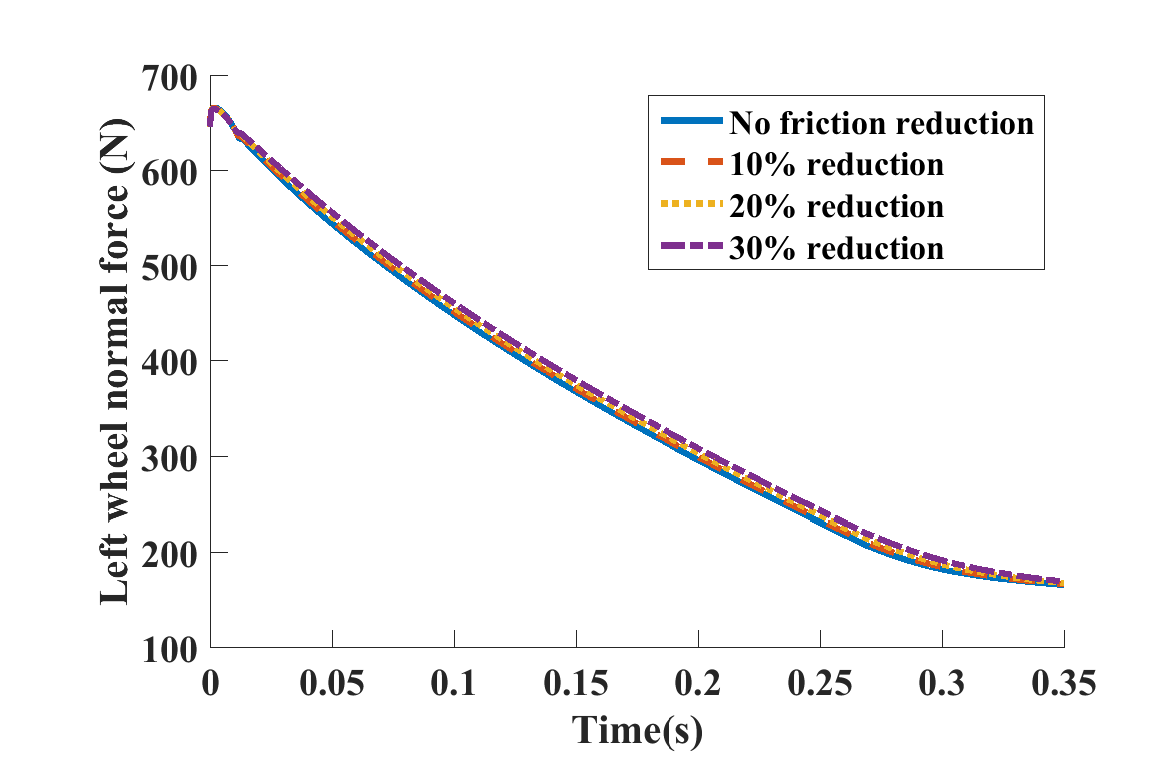 Left wheel normal force (N)
700
600
500
400
300
200
100
No friction reduction
10% reduction
20% reduction
30% reduction
0 0.05 0.1 0.15 0.2 0.25 0.3 0.35
Time(s)